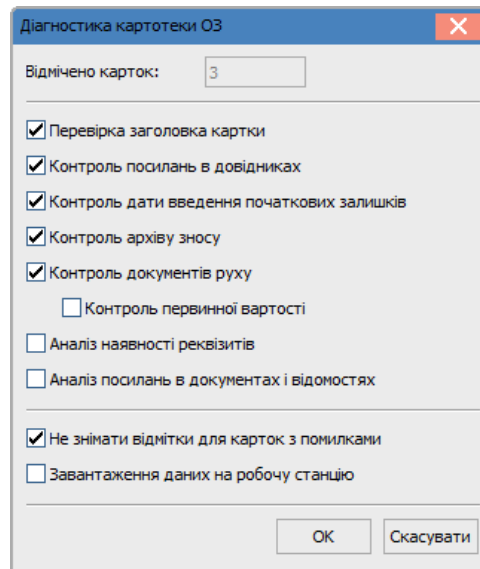 Діагностика картотеки ОЗ
Відмічено карток: 3
Перевірка заголовка картки
Контроль посилань в довідниках
Контроль дати введення початкових залишків
Контроль архіву зносу
Контроль документів руху
Контроль первинної вартості
Аналіз наявності реквізитів
Аналіз посилань в документах і відомостях
Не знімати відмітки для карток з помилками
Завантаження даних на робочу станцію
ОК Скасувати